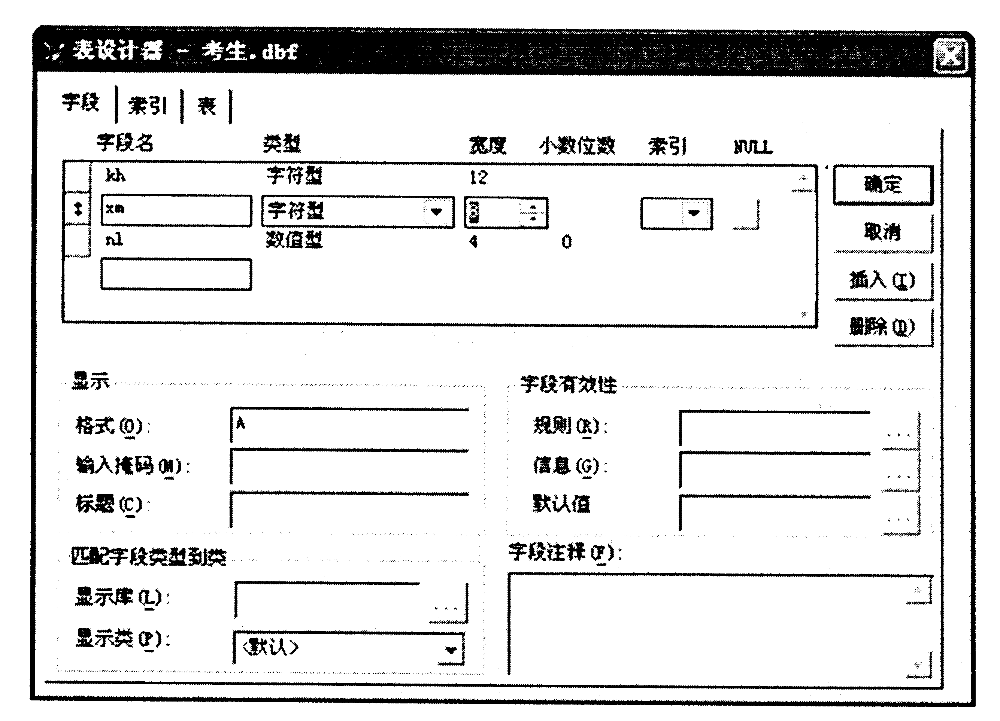 表设计器 - 考生.dbf
字段 索引 表
字段名 类型 宽度 小数位数 索引 NULL
kh 字符型 12
xm 字符型
nl 数值型 4 0
确定
取消
插入(I)
删除(D)
显示
格式(O): A
输入掩码(M):
标题(C):
字段有效性
规则(R):
信息(G):
默认值
匹配字段类型到类
显示库(L):
显示类(P): <默认>
字段注释(F):